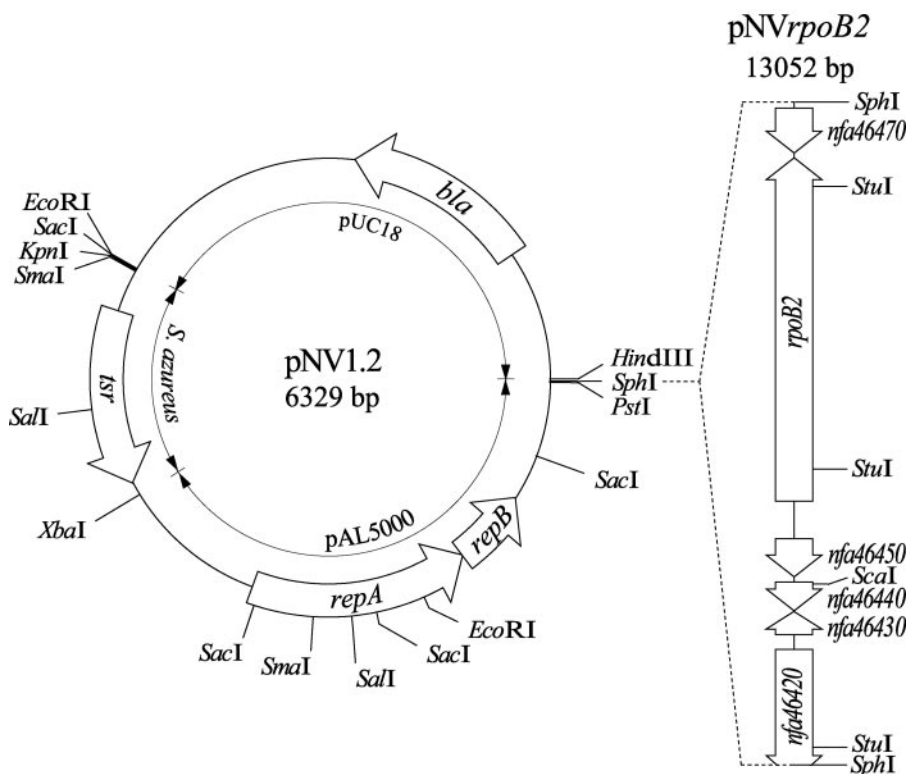 pNVrpoB2
13052 bp
SphI
nfa46470
StuI
rpoB2
StuI
nfa46450
ScaI
nfa46440
nfa46430
nfa46420
StuI
SphI
bla
pUC18
EcoRI
SacI
KpnI
SmaI
S. azureus
tsr
SalI
XbaI
pNV1.2
6329 bp
HindIII
SphI
PstI
SacI
pAL5000
repB
repA
EcoRI
SacI
SalI
SmaI
SacI